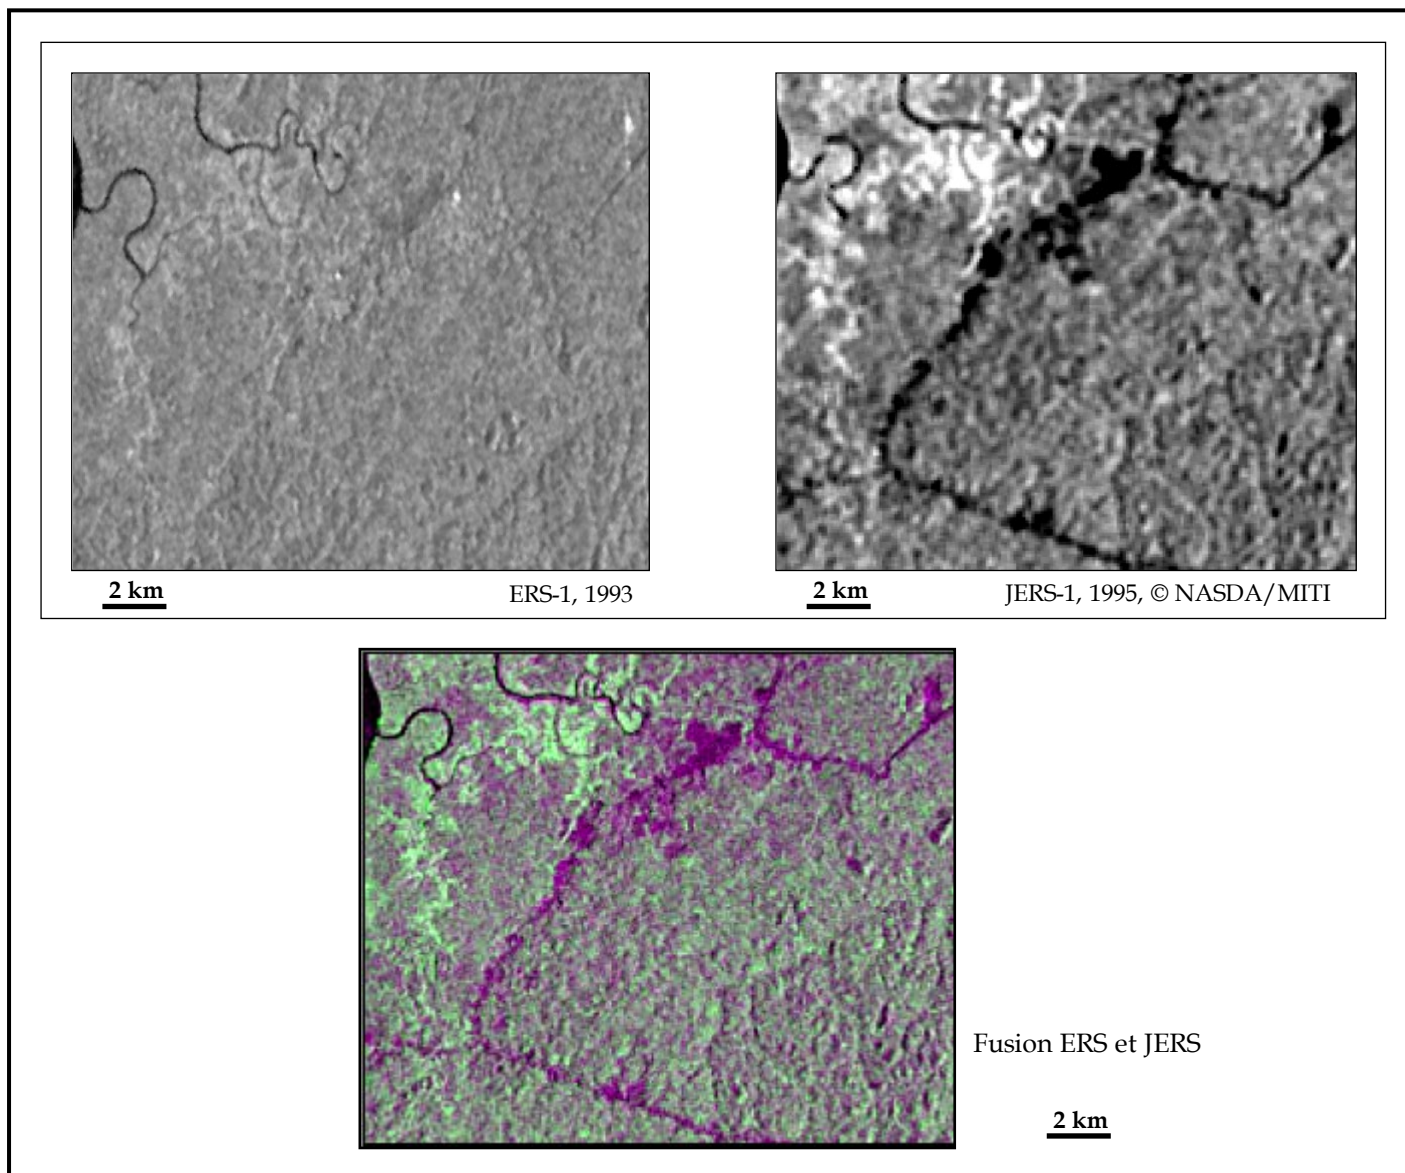 2 km
ERS-1, 1993
2 km
JERS-1, 1995, © NASDA/MITI
Fusion ERS et JERS
2 km